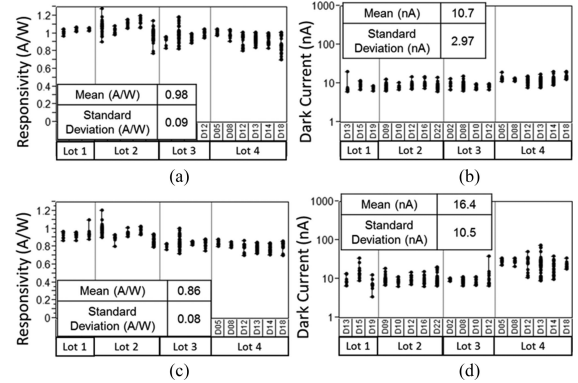 Responsivity (A/W)
1.2
1
0.8
0.6
0.4
0.2
0
Mean (A/W) 0.98
Standard Deviation (A/W) 0.09
D12 D05 D08 D12 D13 D14 D18
Lot 1 Lot 2 Lot 3 Lot 4
(a)
Dark Current (nA)
1000
100
10
1
Mean (nA) 10.7
Standard Deviation (nA) 2.97
D13 D15 D19 D09 D10 D12 D16 D22 D02 D08 D10 D12 D05 D08 D12 D13 D14 D18
Lot 1 Lot 2 Lot 3 Lot 4
(b)
Responsivity (A/W)
1.2
1
0.8
0.6
0.4
0.2
0
Mean (A/W) 0.86
Standard Deviation (A/W) 0.08
D05 D08 D12 D13 D14 D18
Lot 1 Lot 2 Lot 3 Lot 4
(c)
Dark Current (nA)
1000
100
10
1
Mean (nA) 16.4
Standard Deviation (nA) 10.5
D13 D15 D19 D09 D10 D12 D16 D22 D02 D08 D10 D12 D05 D08 D12 D13 D14 D18
Lot 1 Lot 2 Lot 3 Lot 4
(d)